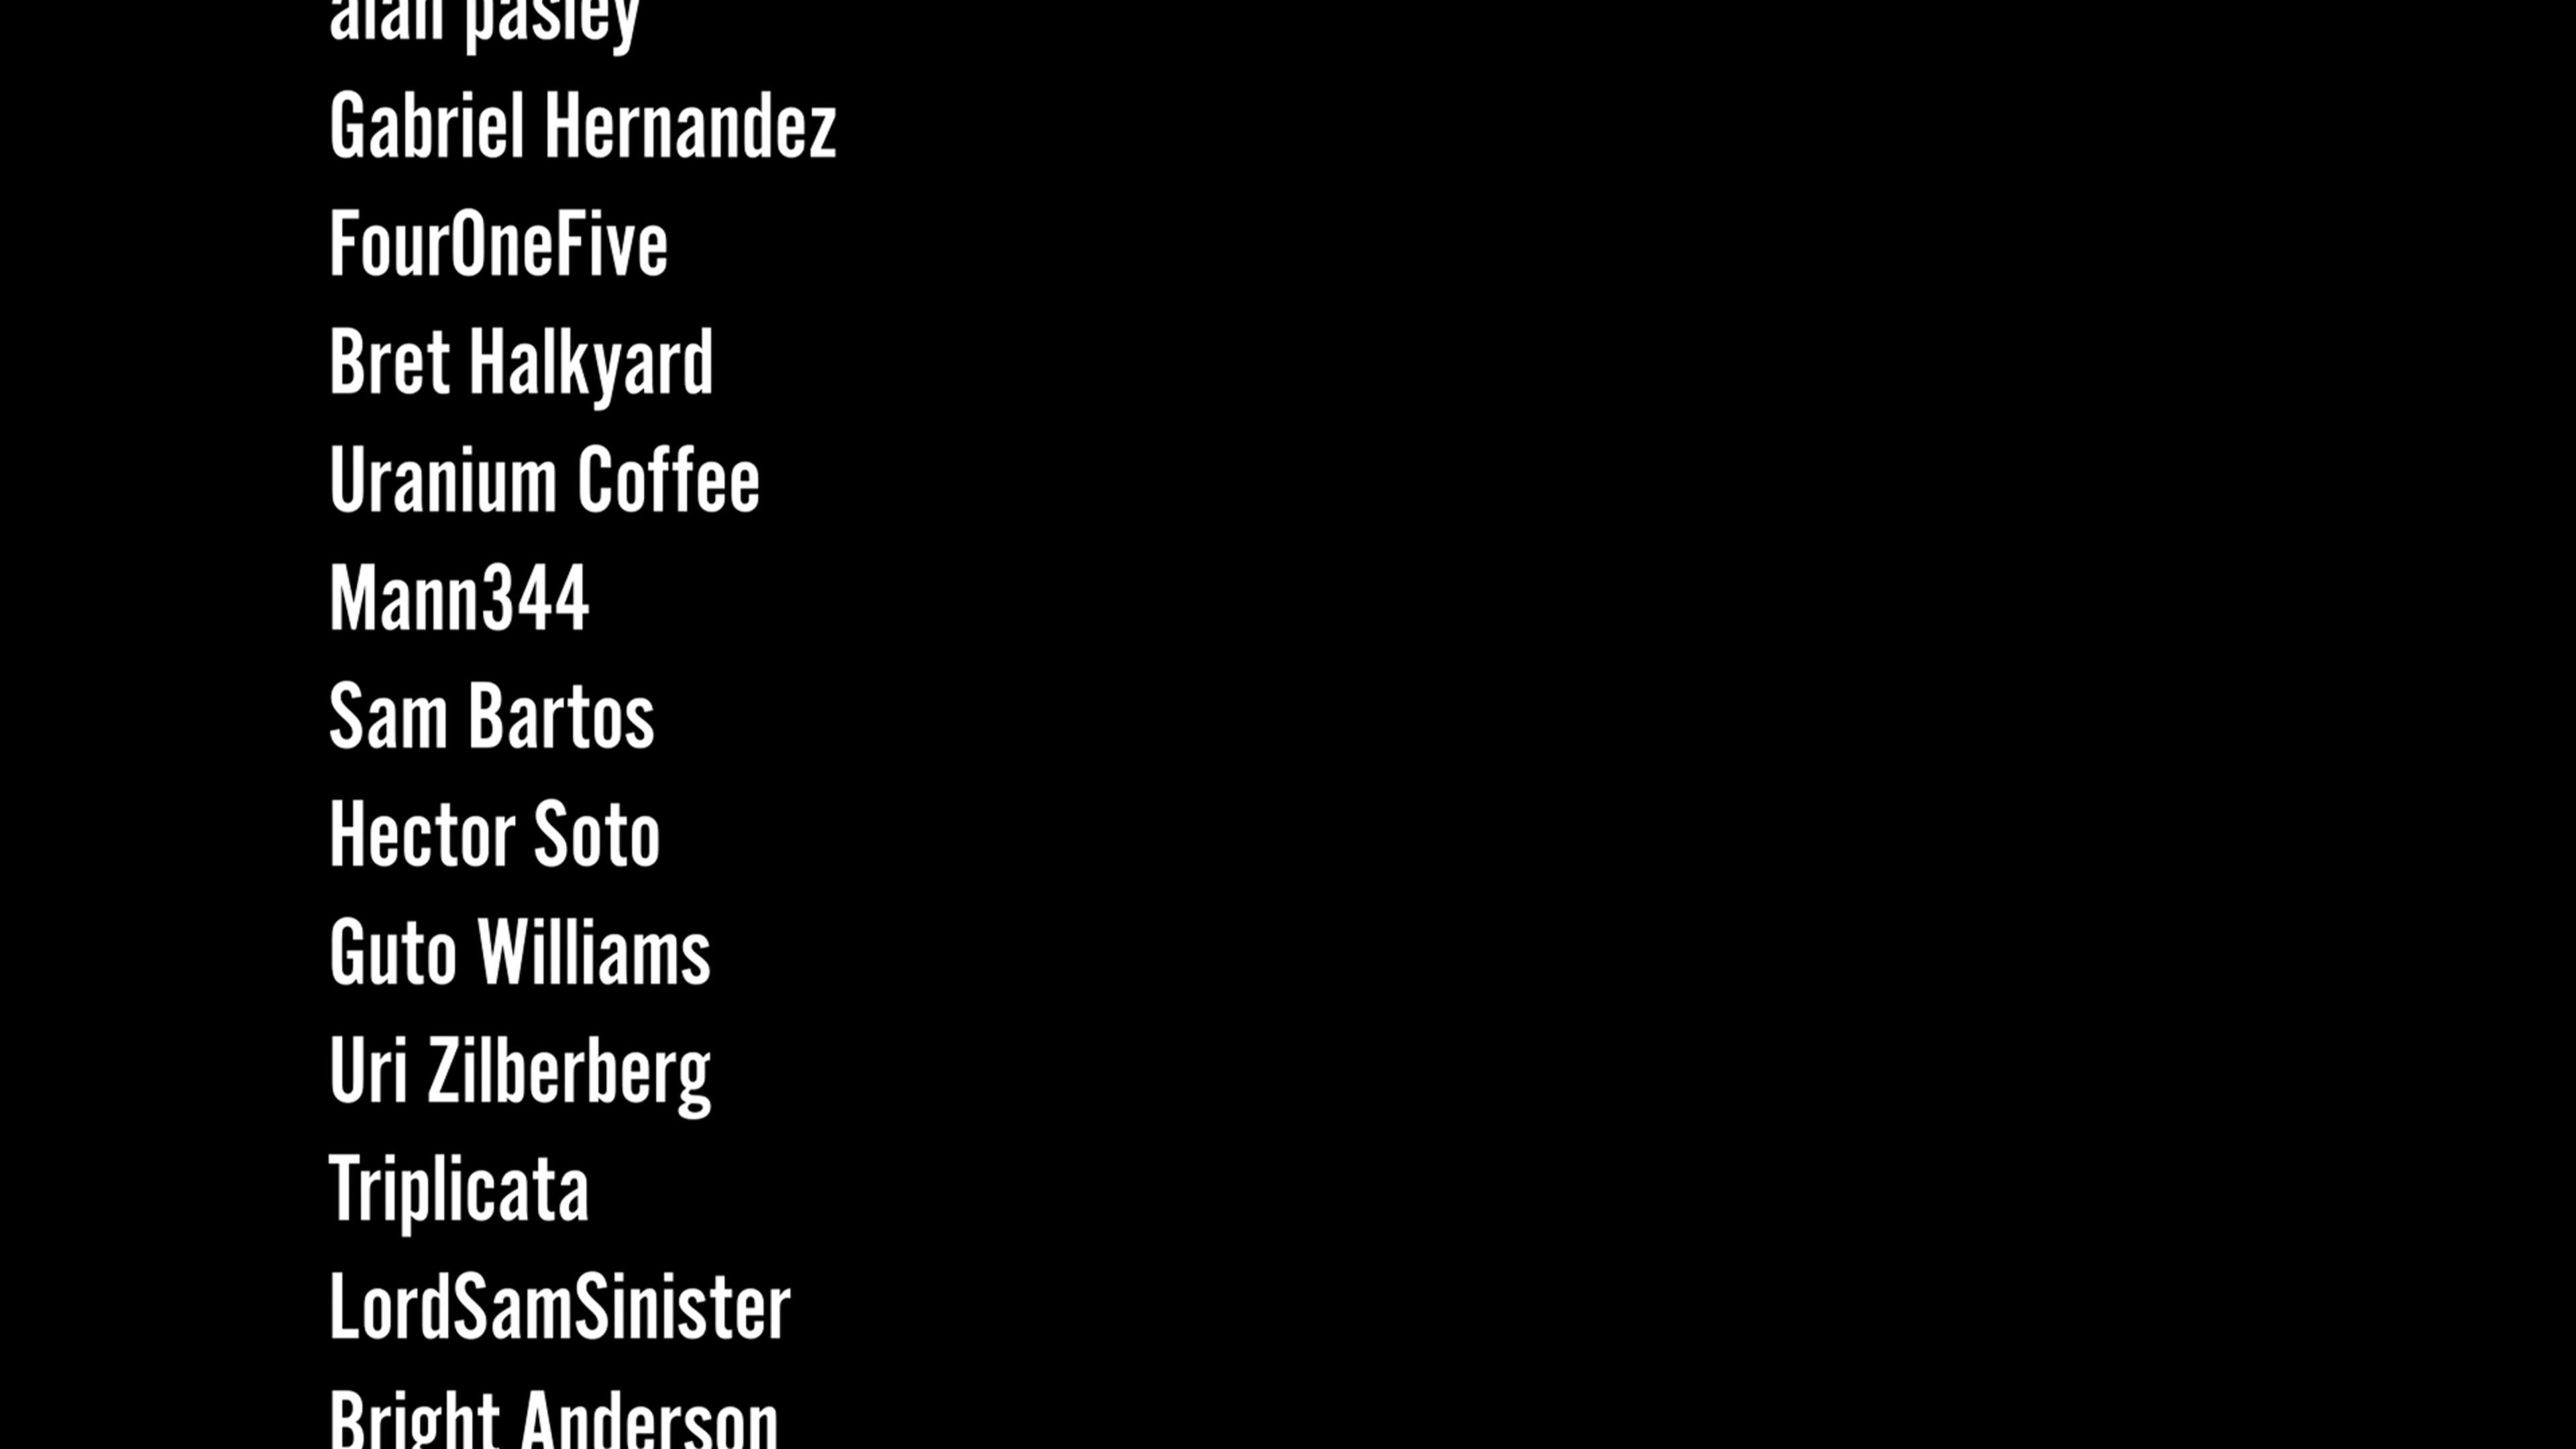 alan pasley
Gabriel Hernandez
FourOneFive
Bret Halkyard
Uranium Coffee
Mann344
Sam Bartos
Hector Soto
Guto Williams
Uri Zilberberg
Triplicata
LordSamSinister
Bright Anderson